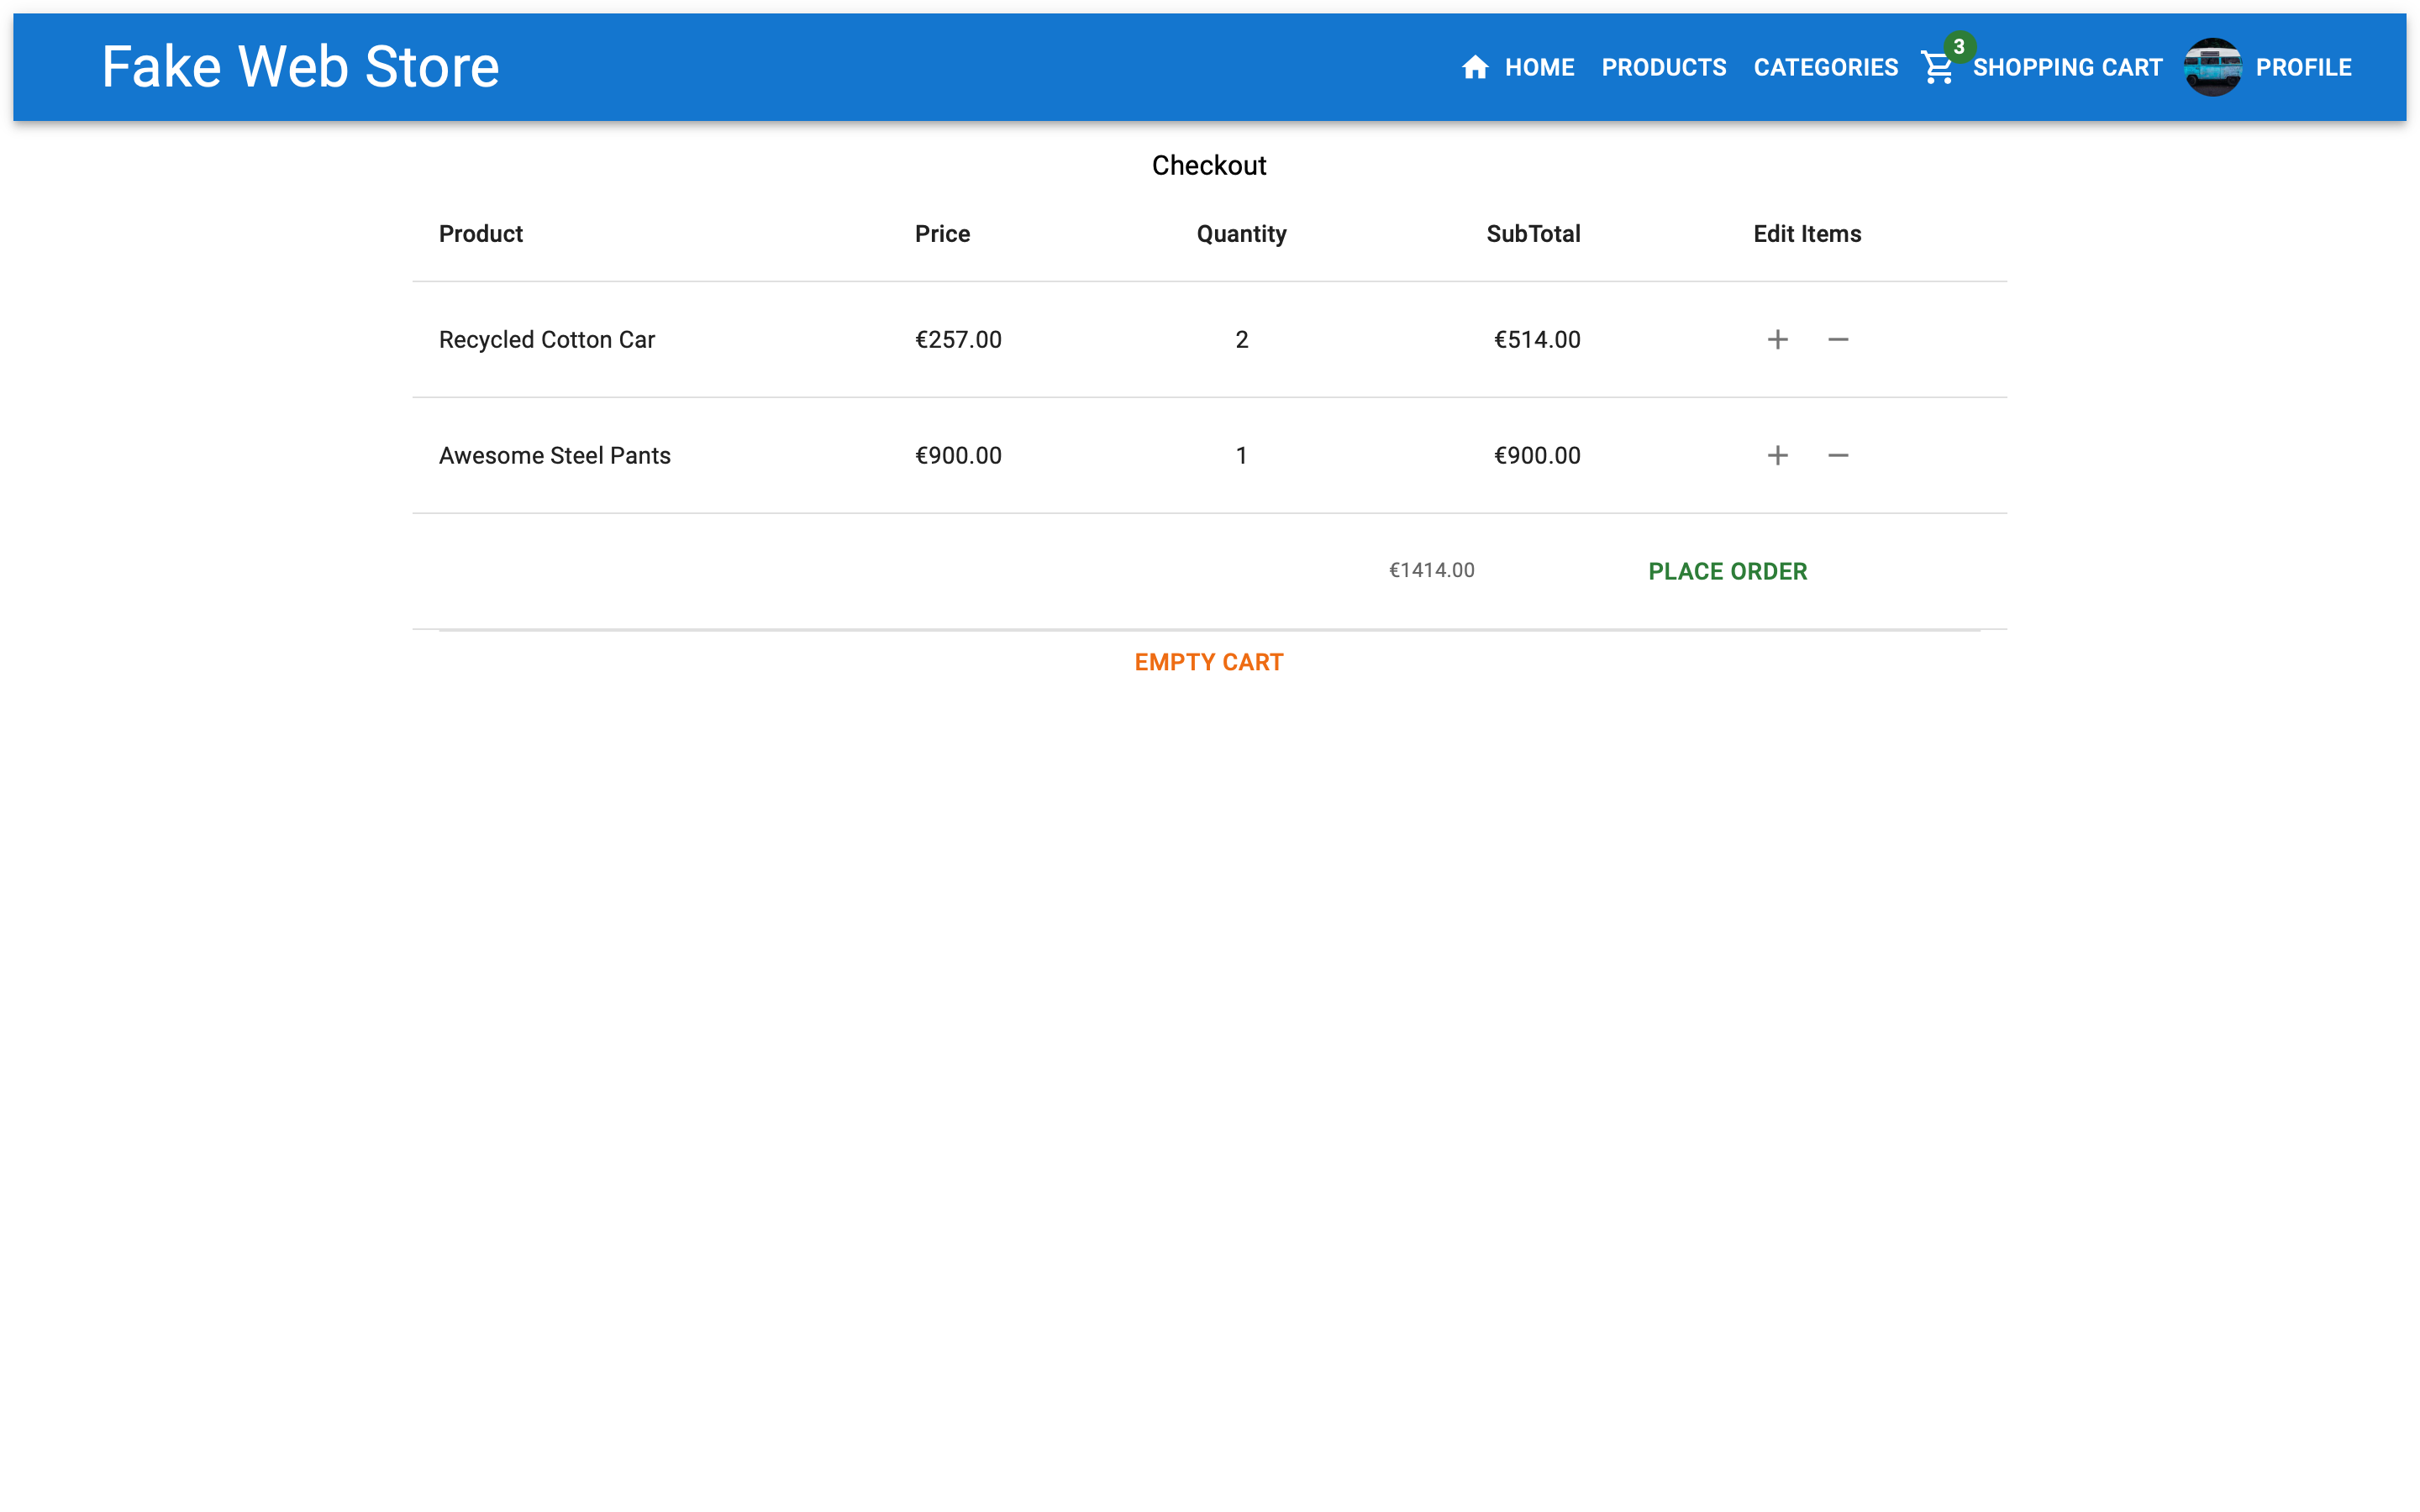 Fake Web Store
HOME PRODUCTS CATEGORIES 3 SHOPPING CART PROFILE
Checkout
Product Price Quantity SubTotal Edit Items
Recycled Cotton Car €257.00 2 €514.00 + −
Awesome Steel Pants €900.00 1 €900.00 + −
€1414.00 PLACE ORDER
EMPTY CART